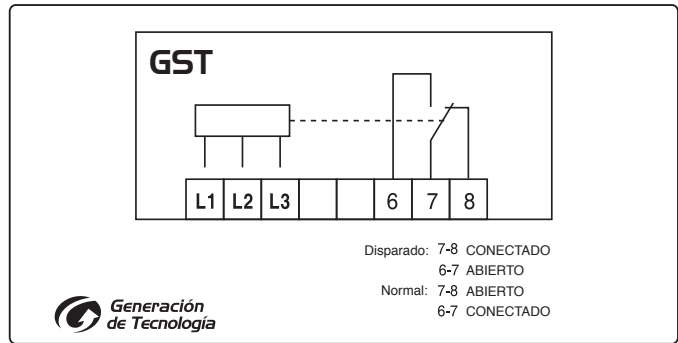 GST
L1 L2 L3 6 7 8
Disparado: 7-8 CONECTADO
6-7 ABIERTO
Normal: 7-8 ABIERTO
6-7 CONECTADO
Generación
de Tecnología